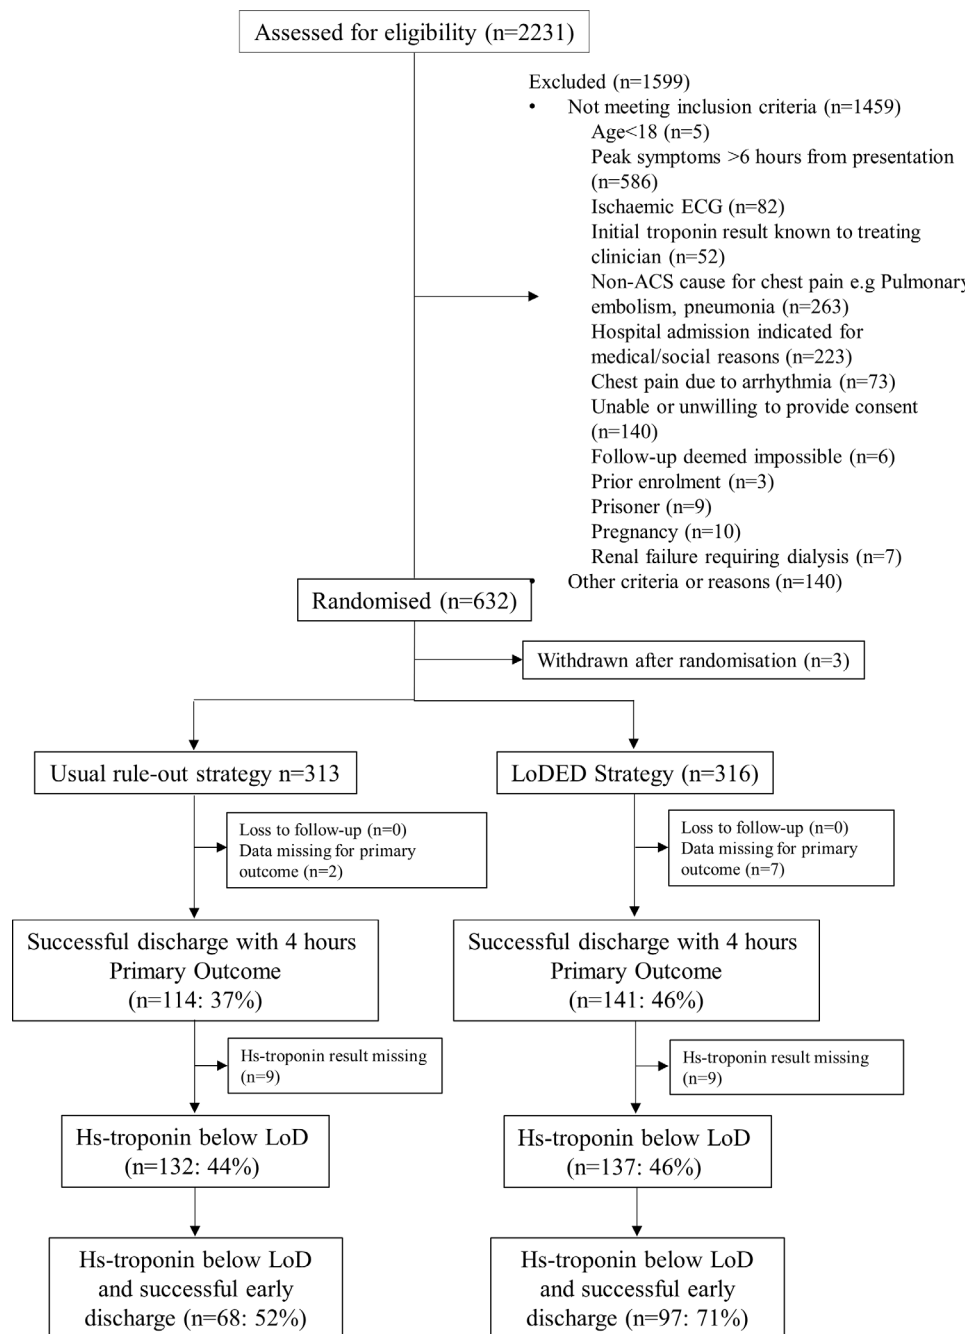 Assessed for eligibility (n=2231)
Excluded (n=1599)
• Not meeting inclusion criteria (n=1459)
Age<18 (n=5)
Peak symptoms >6 hours from presentation
(n=586)
Ischaemic ECG (n=82)
Initial troponin result known to treating
clinician (n=52)
Non-ACS cause for chest pain e.g Pulmonary
embolism, pneumonia (n=263)
Hospital admission indicated for
medical/social reasons (n=223)
Chest pain due to arrhythmia (n=73)
Unable or unwilling to provide consent
(n=140)
Follow-up deemed impossible (n=6)
Prior enrolment (n=3)
Prisoner (n=9)
Pregnancy (n=10)
Renal failure requiring dialysis (n=7)
• Other criteria or reasons (n=140)
Randomised (n=632)
Withdrawn after randomisation (n=3)
Usual rule-out strategy n=313
Loss to follow-up (n=0)
Data missing for primary
outcome (n=2)
Successful discharge with 4 hours
Primary Outcome
(n=114: 37%)
Hs-troponin result missing
(n=9)
Hs-troponin below LoD
(n=132: 44%)
Hs-troponin below LoD
and successful early
discharge (n=68: 52%)
LoDED Strategy (n=316)
Loss to follow-up (n=0)
Data missing for primary
outcome (n=7)
Successful discharge with 4 hours
Primary Outcome
(n=141: 46%)
Hs-troponin result missing
(n=9)
Hs-troponin below LoD
(n=137: 46%)
Hs-troponin below LoD
and successful early
discharge (n=97: 71%)